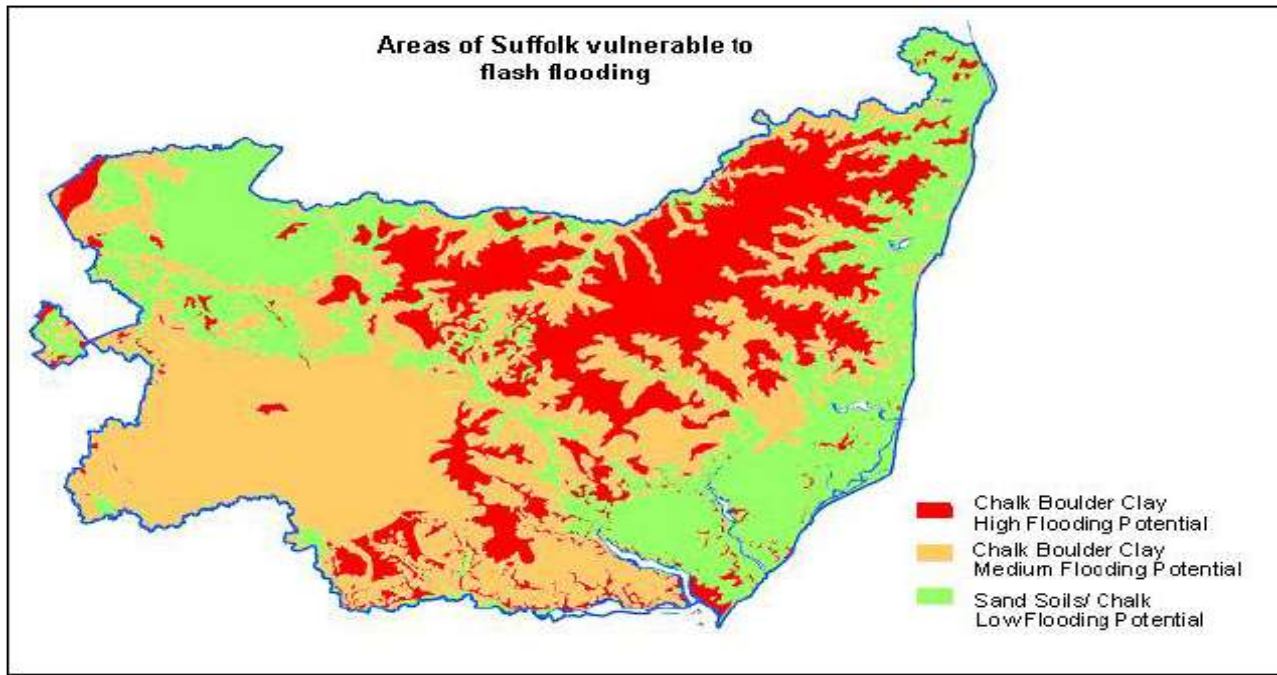 Areas of Suffolk vulnerable to
flash flooding
Chalk Boulder Clay
High Flooding Potential
Chalk Boulder Clay
Medium Flooding Potential
Sand Soils/ Chalk
Low Flooding Potential